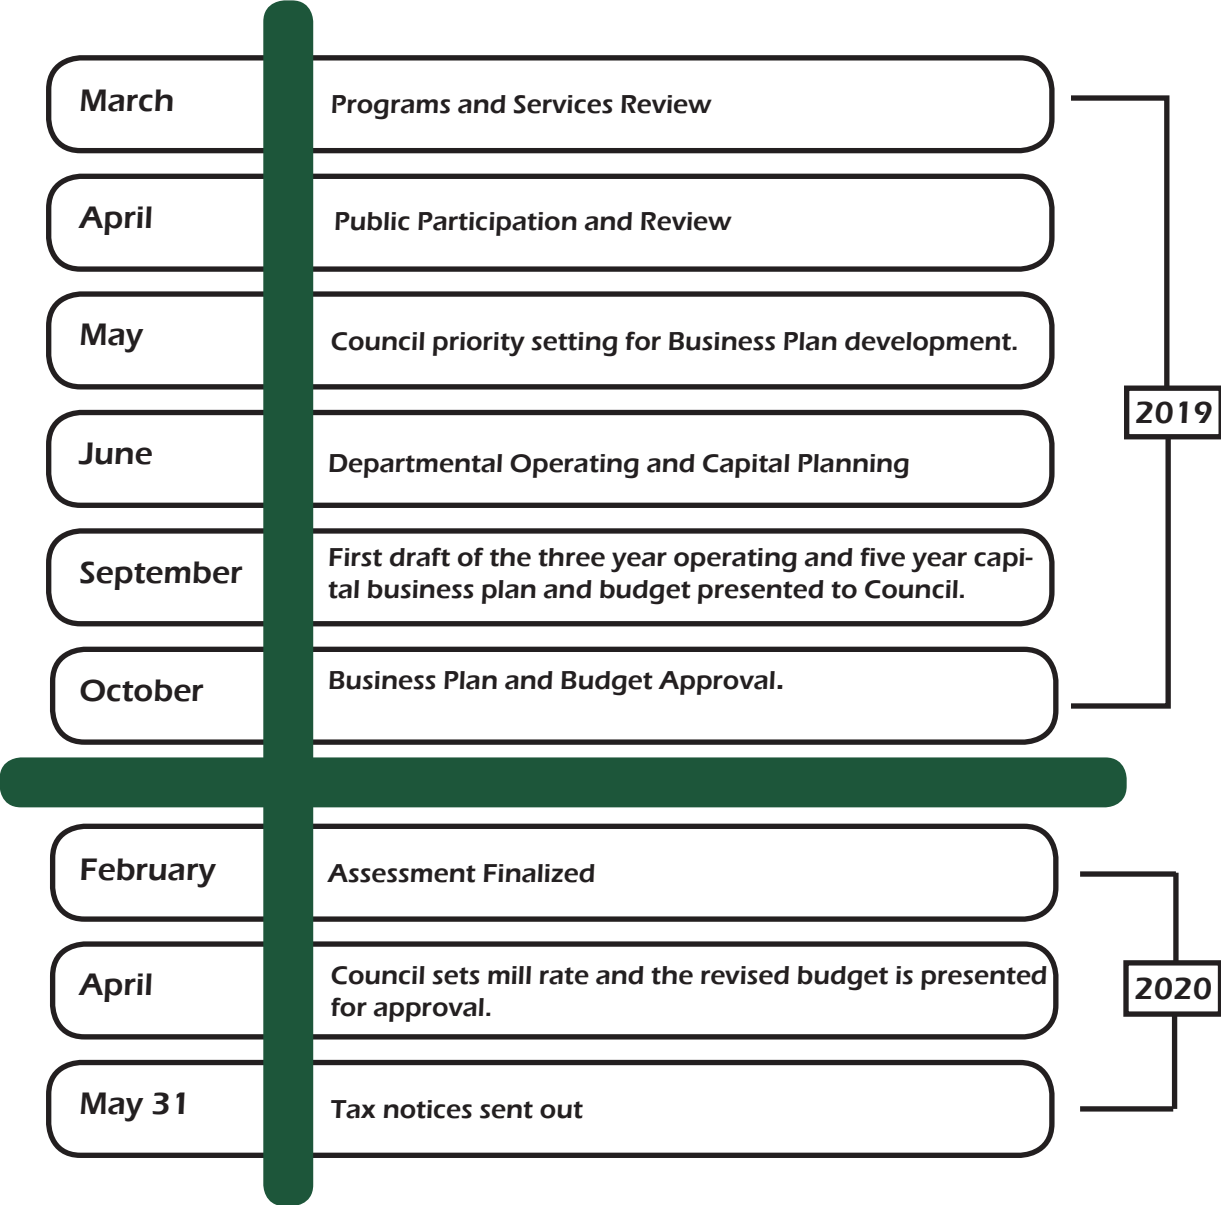 March
Programs and Services Review
April
Public Participation and Review
May
Council priority setting for Business Plan development.
2019
June
Departmental Operating and Capital Planning
September
First draft of the three year operating and five year capi-
tal business plan and budget presented to Council.
October
Business Plan and Budget Approval.
February
Assessment Finalized
April
Council sets mill rate and the revised budget is presented
for approval.
2020
May 31
Tax notices sent out